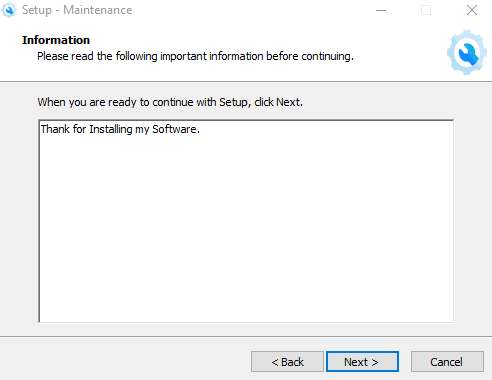 Setup - Maintenance
Information
Please read the following important information before continuing.
When you are ready to continue with Setup, click Next.
Thank for Installing my Software.
< Back
Next >
Cancel